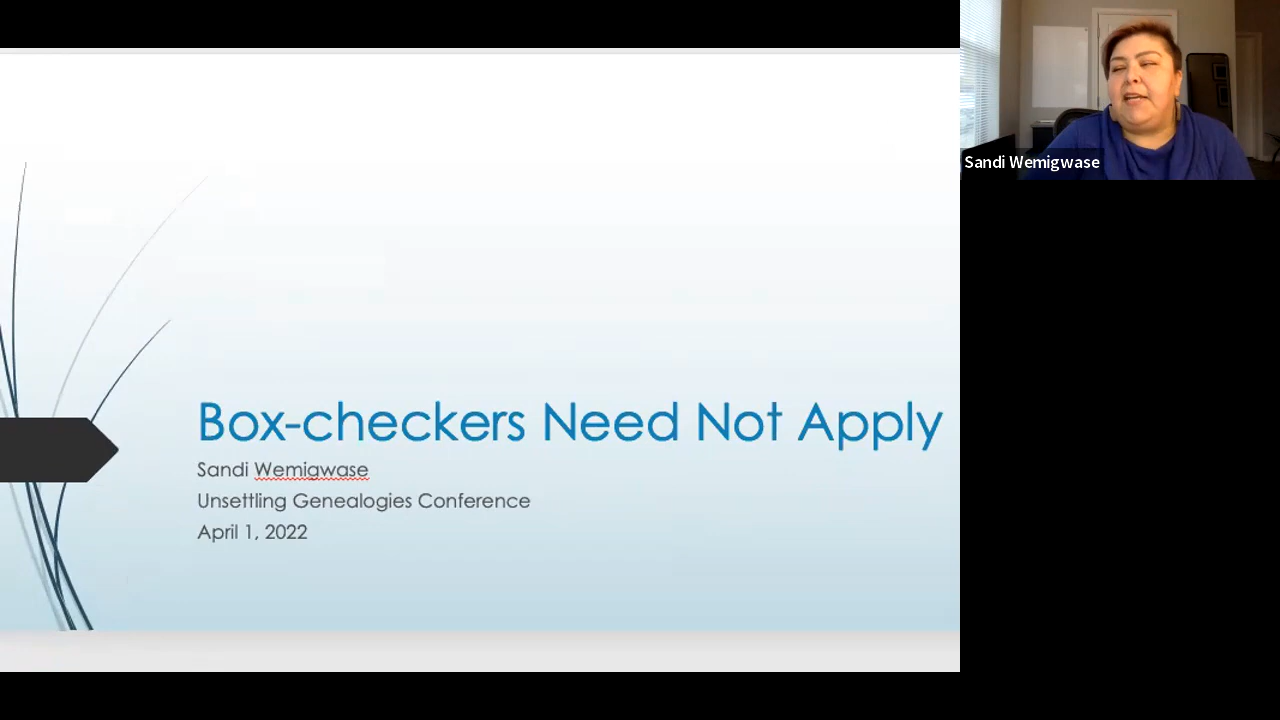 Box-checkers Need Not Apply
Sandi Wemigwase
Unsettling Genealogies Conference
April 1, 2022
Sandi Wemigwase